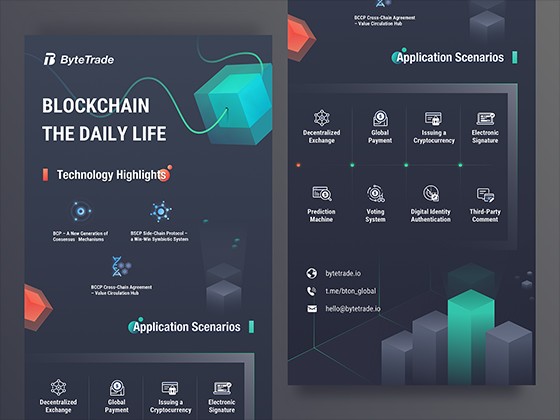 ByteTrade
BLOCKCHAIN
THE DAILY LIFE
Technology Highlights
BCP – A New Generation of
Consensus Mechanisms
BSCCP Side-Chain Protocol –
a Win-Win Symbiotic System
BCCP Cross-Chain Agreement
– Value Circulation Hub
Application Scenarios
Decentralized
Exchange
Global
Payment
Issuing a
Cryptocurrency
Electronic
Signature
BCCP Cross-Chain Agreement
– Value Circulation Hub
Application Scenarios
Decentralized
Exchange
Global
Payment
Issuing a
Cryptocurrency
Electronic
Signature
Prediction
Machine
Voting
System
Digital Identity
Authentication
Third-Party
Comment
bytetrade.io
t.me/bton_global
hello@bytetrade.io